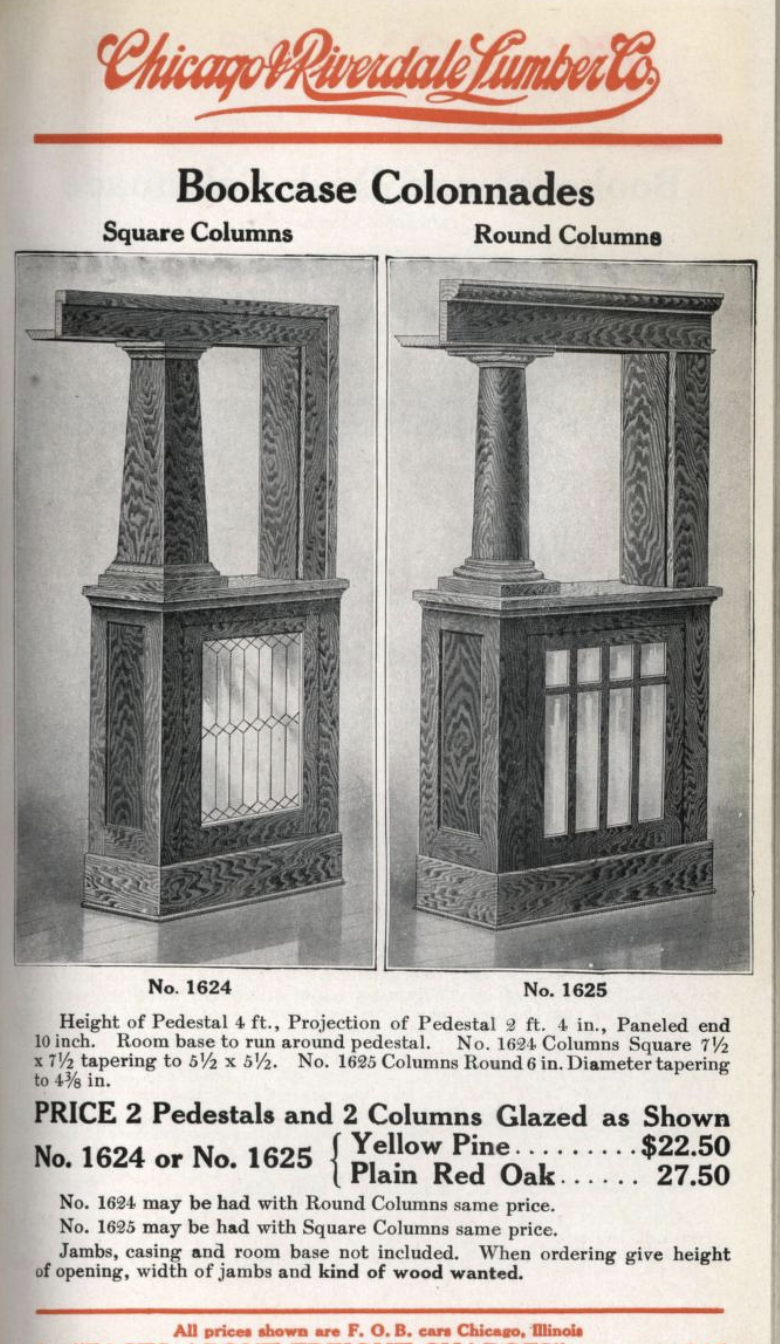 Chicago & Riverdale Lumber Co.
Bookcase Colonnades
Square Columns
Round Columns
No. 1624
No. 1625
Height of Pedestal 4 ft., Projection of Pedestal 2 ft. 4 in., Paneled end
10 inch. Room base to run around pedestal. No. 1624 Columns Square 7½
x 7½ tapering to 5½ x 5½. No. 1625 Columns Round 6 in. Diameter tapering
to 4⅜ in.
PRICE 2 Pedestals and 2 Columns Glazed as Shown
No. 1624 or No. 1625 { Yellow Pine.........$22.50
Plain Red Oak...... 27.50
No. 1624 may be had with Round Columns same price.
No. 1625 may be had with Square Columns same price.
Jambs, casing and room base not included. When ordering give height
of opening, width of jambs and kind of wood wanted.
All prices shown are F. O. B. cars Chicago, Illinois